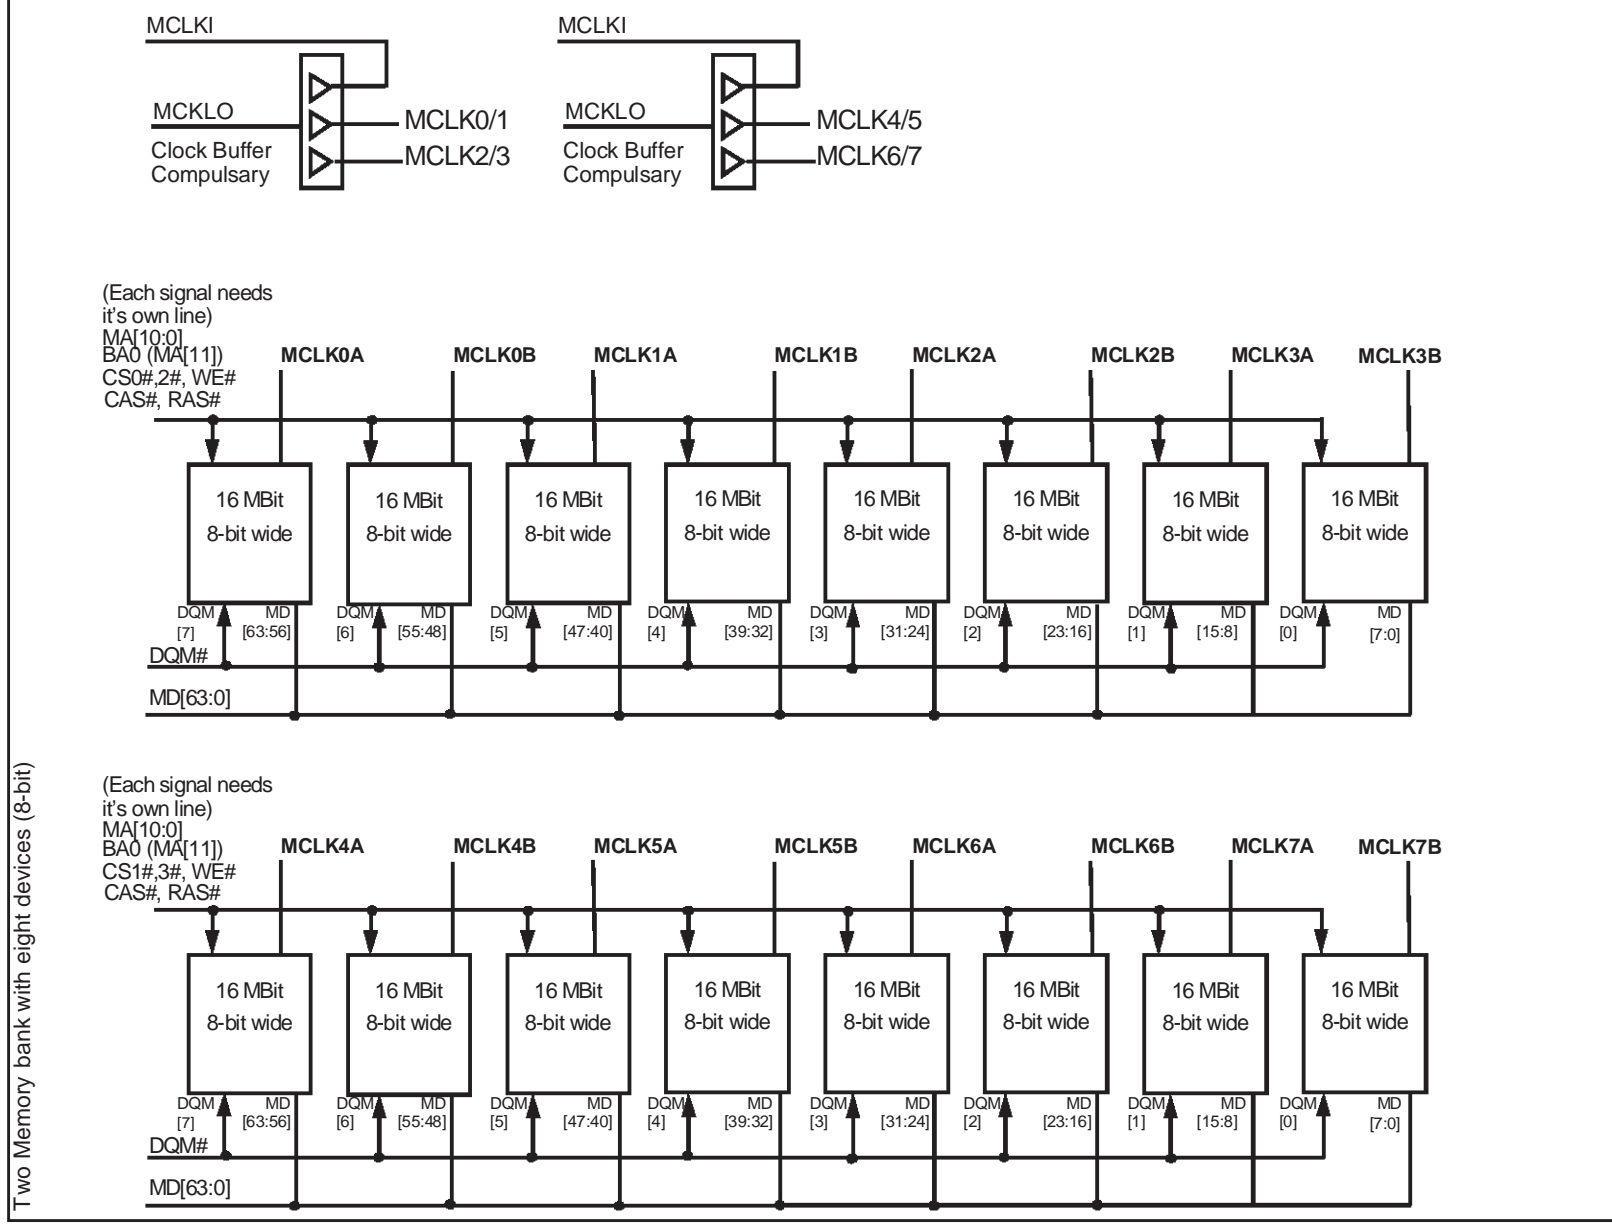 MCLKI
MCKLO
Clock Buffer
Compulsary
MCLK0/1
MCLK2/3
MCLKI
MCKLO
Clock Buffer
Compulsary
MCLK4/5
MCLK6/7
(Each signal needs
it's own line)
MA[10:0]
BA0 (MA[11])
CS0#,2#, WE#
CAS#, RAS#
MCLK0A MCLK0B MCLK1A MCLK1B MCLK2A MCLK2B MCLK3A MCLK3B
16 MBit 16 MBit 16 MBit 16 MBit 16 MBit 16 MBit 16 MBit 16 MBit
8-bit wide 8-bit wide 8-bit wide 8-bit wide 8-bit wide 8-bit wide 8-bit wide 8-bit wide
DQM MD DQM MD DQM MD DQM MD DQM MD DQM MD DQM MD DQM MD
[7] [63:56] [6] [55:48] [5] [47:40] [4] [39:32] [3] [31:24] [2] [23:16] [1] [15:8] [0] [7:0]
DQM#
MD[63:0]
(Each signal needs
it's own line)
MA[10:0]
BA0 (MA[11])
CS1#,3#, WE#
CAS#, RAS#
MCLK4A MCLK4B MCLK5A MCLK5B MCLK6A MCLK6B MCLK7A MCLK7B
16 MBit 16 MBit 16 MBit 16 MBit 16 MBit 16 MBit 16 MBit 16 MBit
8-bit wide 8-bit wide 8-bit wide 8-bit wide 8-bit wide 8-bit wide 8-bit wide 8-bit wide
DQM MD DQM MD DQM MD DQM MD DQM MD DQM MD DQM MD DQM MD
[7] [63:56] [6] [55:48] [5] [47:40] [4] [39:32] [3] [31:24] [2] [23:16] [1] [15:8] [0] [7:0]
DQM#
MD[63:0]
Two Memory bank with eight devices (8-bit)